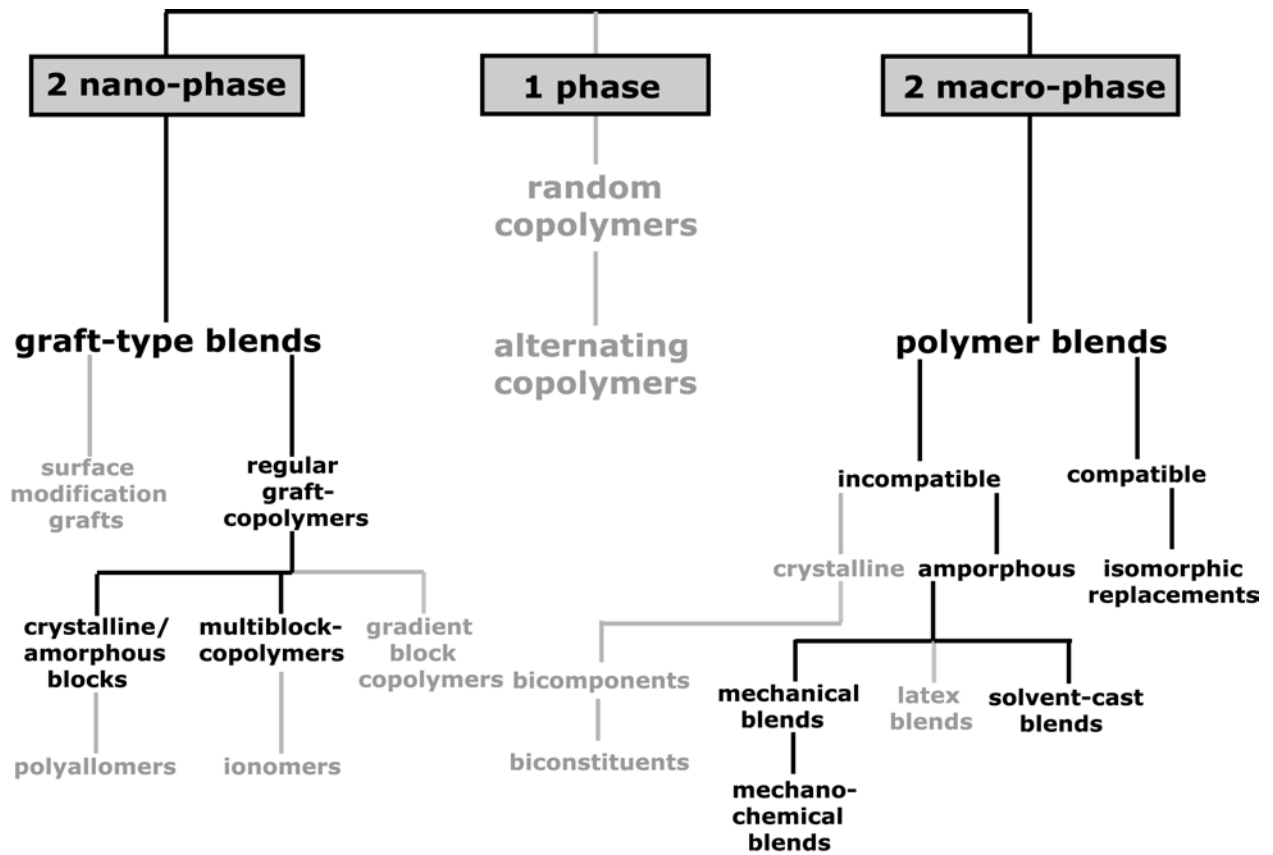 2 nano-phase
1 phase
2 macro-phase
random
copolymers
graft-type blends
alternating
copolymers
polymer blends
surface
modification
grafts
regular
graft-
copolymers
incompatible
compatible
crystalline
amporphous
isomorphic
replacements
crystalline/
amorphous
blocks
multiblock-
copolymers
gradient
block
copolymers
bicomponents
mechanical
blends
latex
blends
solvent-cast
blends
polyallomers
ionomers
biconstituents
mechano-
chemical
blends